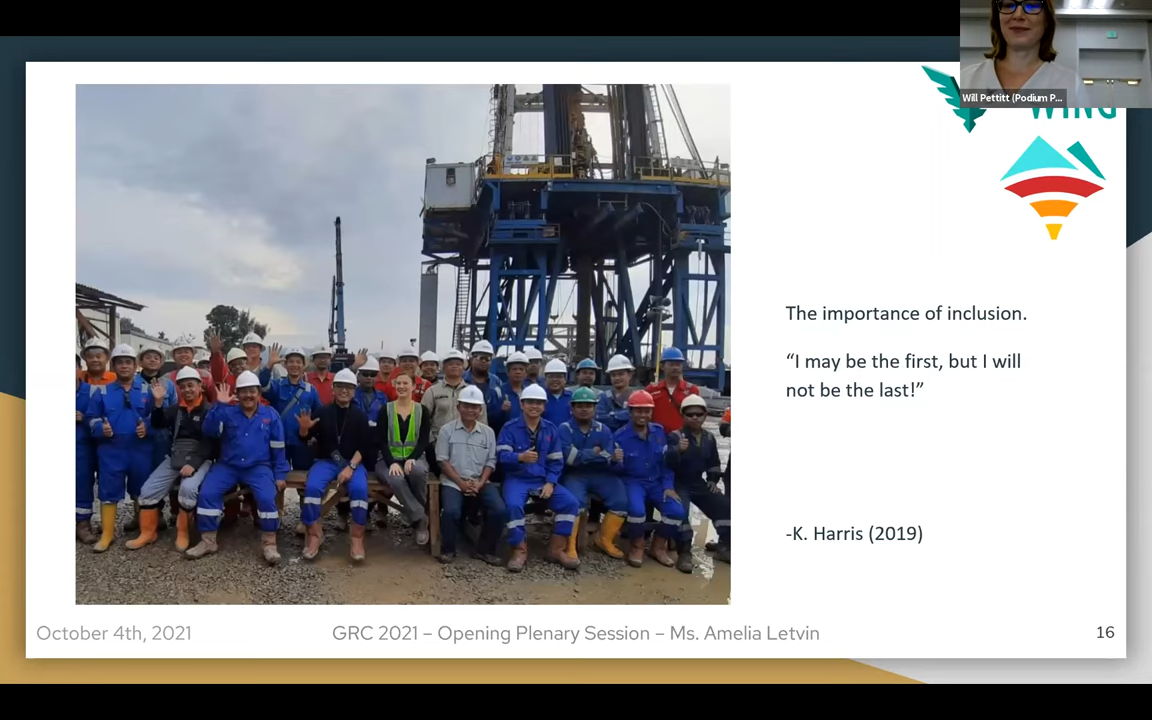 Will Pettitt (Podium P...
WING
The importance of inclusion.
“I may be the first, but I will
not be the last!”
-K. Harris (2019)
October 4th, 2021
GRC 2021 – Opening Plenary Session – Ms. Amelia Letvin
16